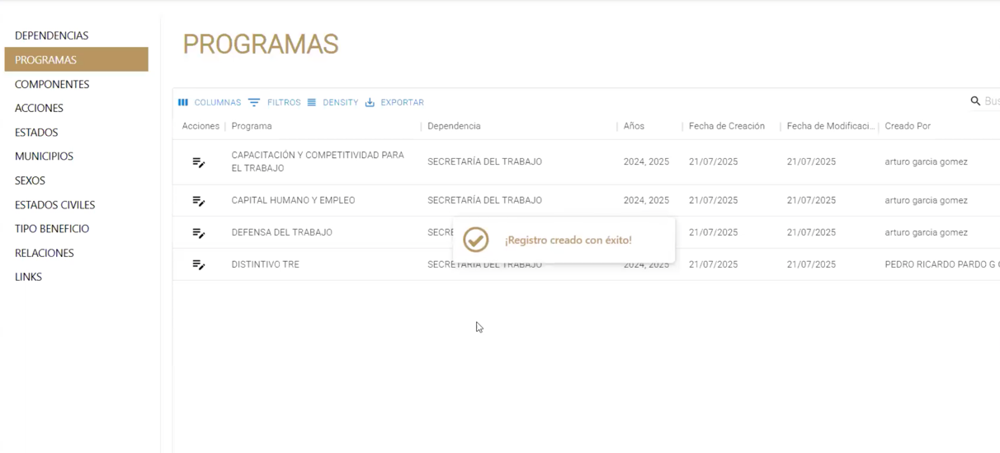 DEPENDENCIAS
PROGRAMAS
COMPONENTES
ACCIONES
ESTADOS
MUNICIPIOS
SEXOS
ESTADOS CIVILES
TIPO BENEFICIO
RELACIONES
LINKS
PROGRAMAS
COLUMNAS FILTROS DENSITY EXPORTAR
Acciones Programa Dependencia Años Fecha de Creación Fecha de Modificaci... Creado Por
CAPACITACIÓN Y COMPETITIVIDAD PARA
EL TRABAJO
SECRETARÍA DEL TRABAJO 2024, 2025 21/07/2025 21/07/2025 arturo garcia gomez
CAPITAL HUMANO Y EMPLEO SECRETARÍA DEL TRABAJO 2024, 2025 21/07/2025 21/07/2025 arturo garcia gomez
DEFENSA DEL TRABAJO 21/07/2025 21/07/2025 arturo garcia gomez
¡Registro creado con éxito!
DISTINTIVO TRE SECRETARÍA DEL TRABAJO 2024, 2025 21/07/2025 21/07/2025 PEDRO RICARDO PARDO G